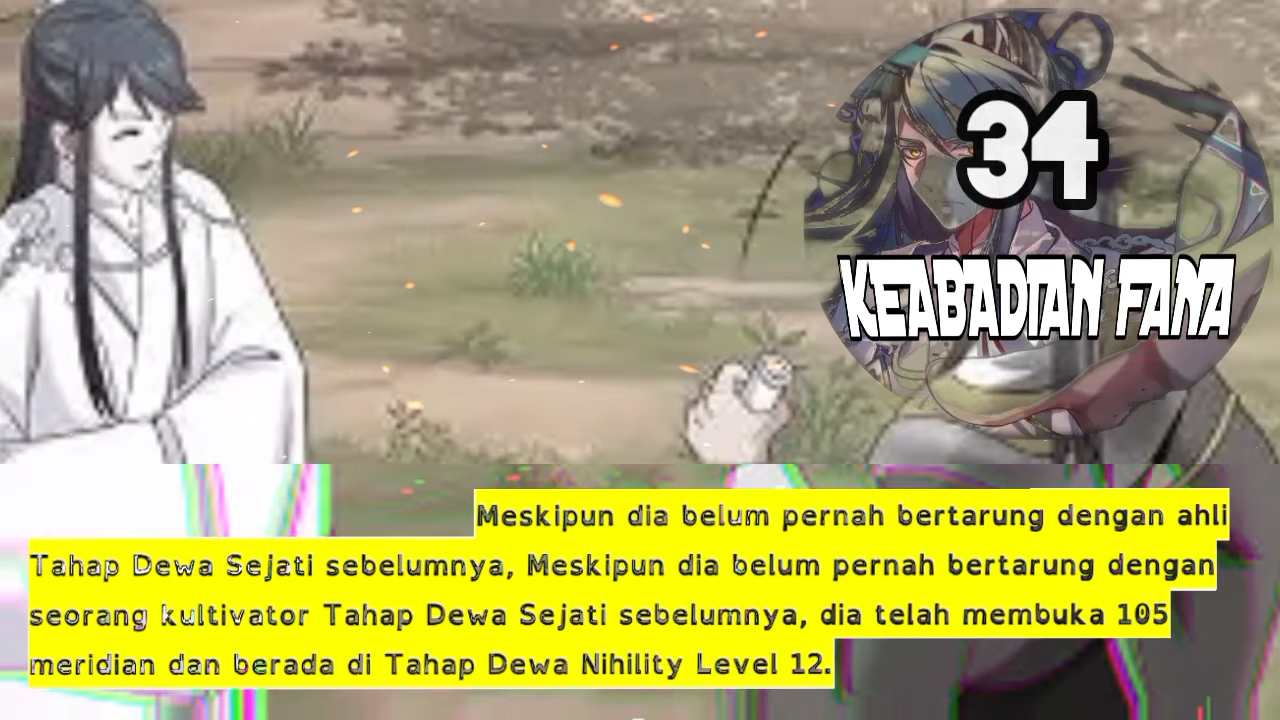 34
KEABADIAN FANA
Meskipun dia belum pernah bertarung dengan ahli
Tahap Dewa Sejati sebelumnya, Meskipun dia belum pernah bertarung dengan
seorang kultivator Tahap Dewa Sejati sebelumnya, dia telah membuka 105
meridian dan berada di Tahap Dewa Nihility Level 12.